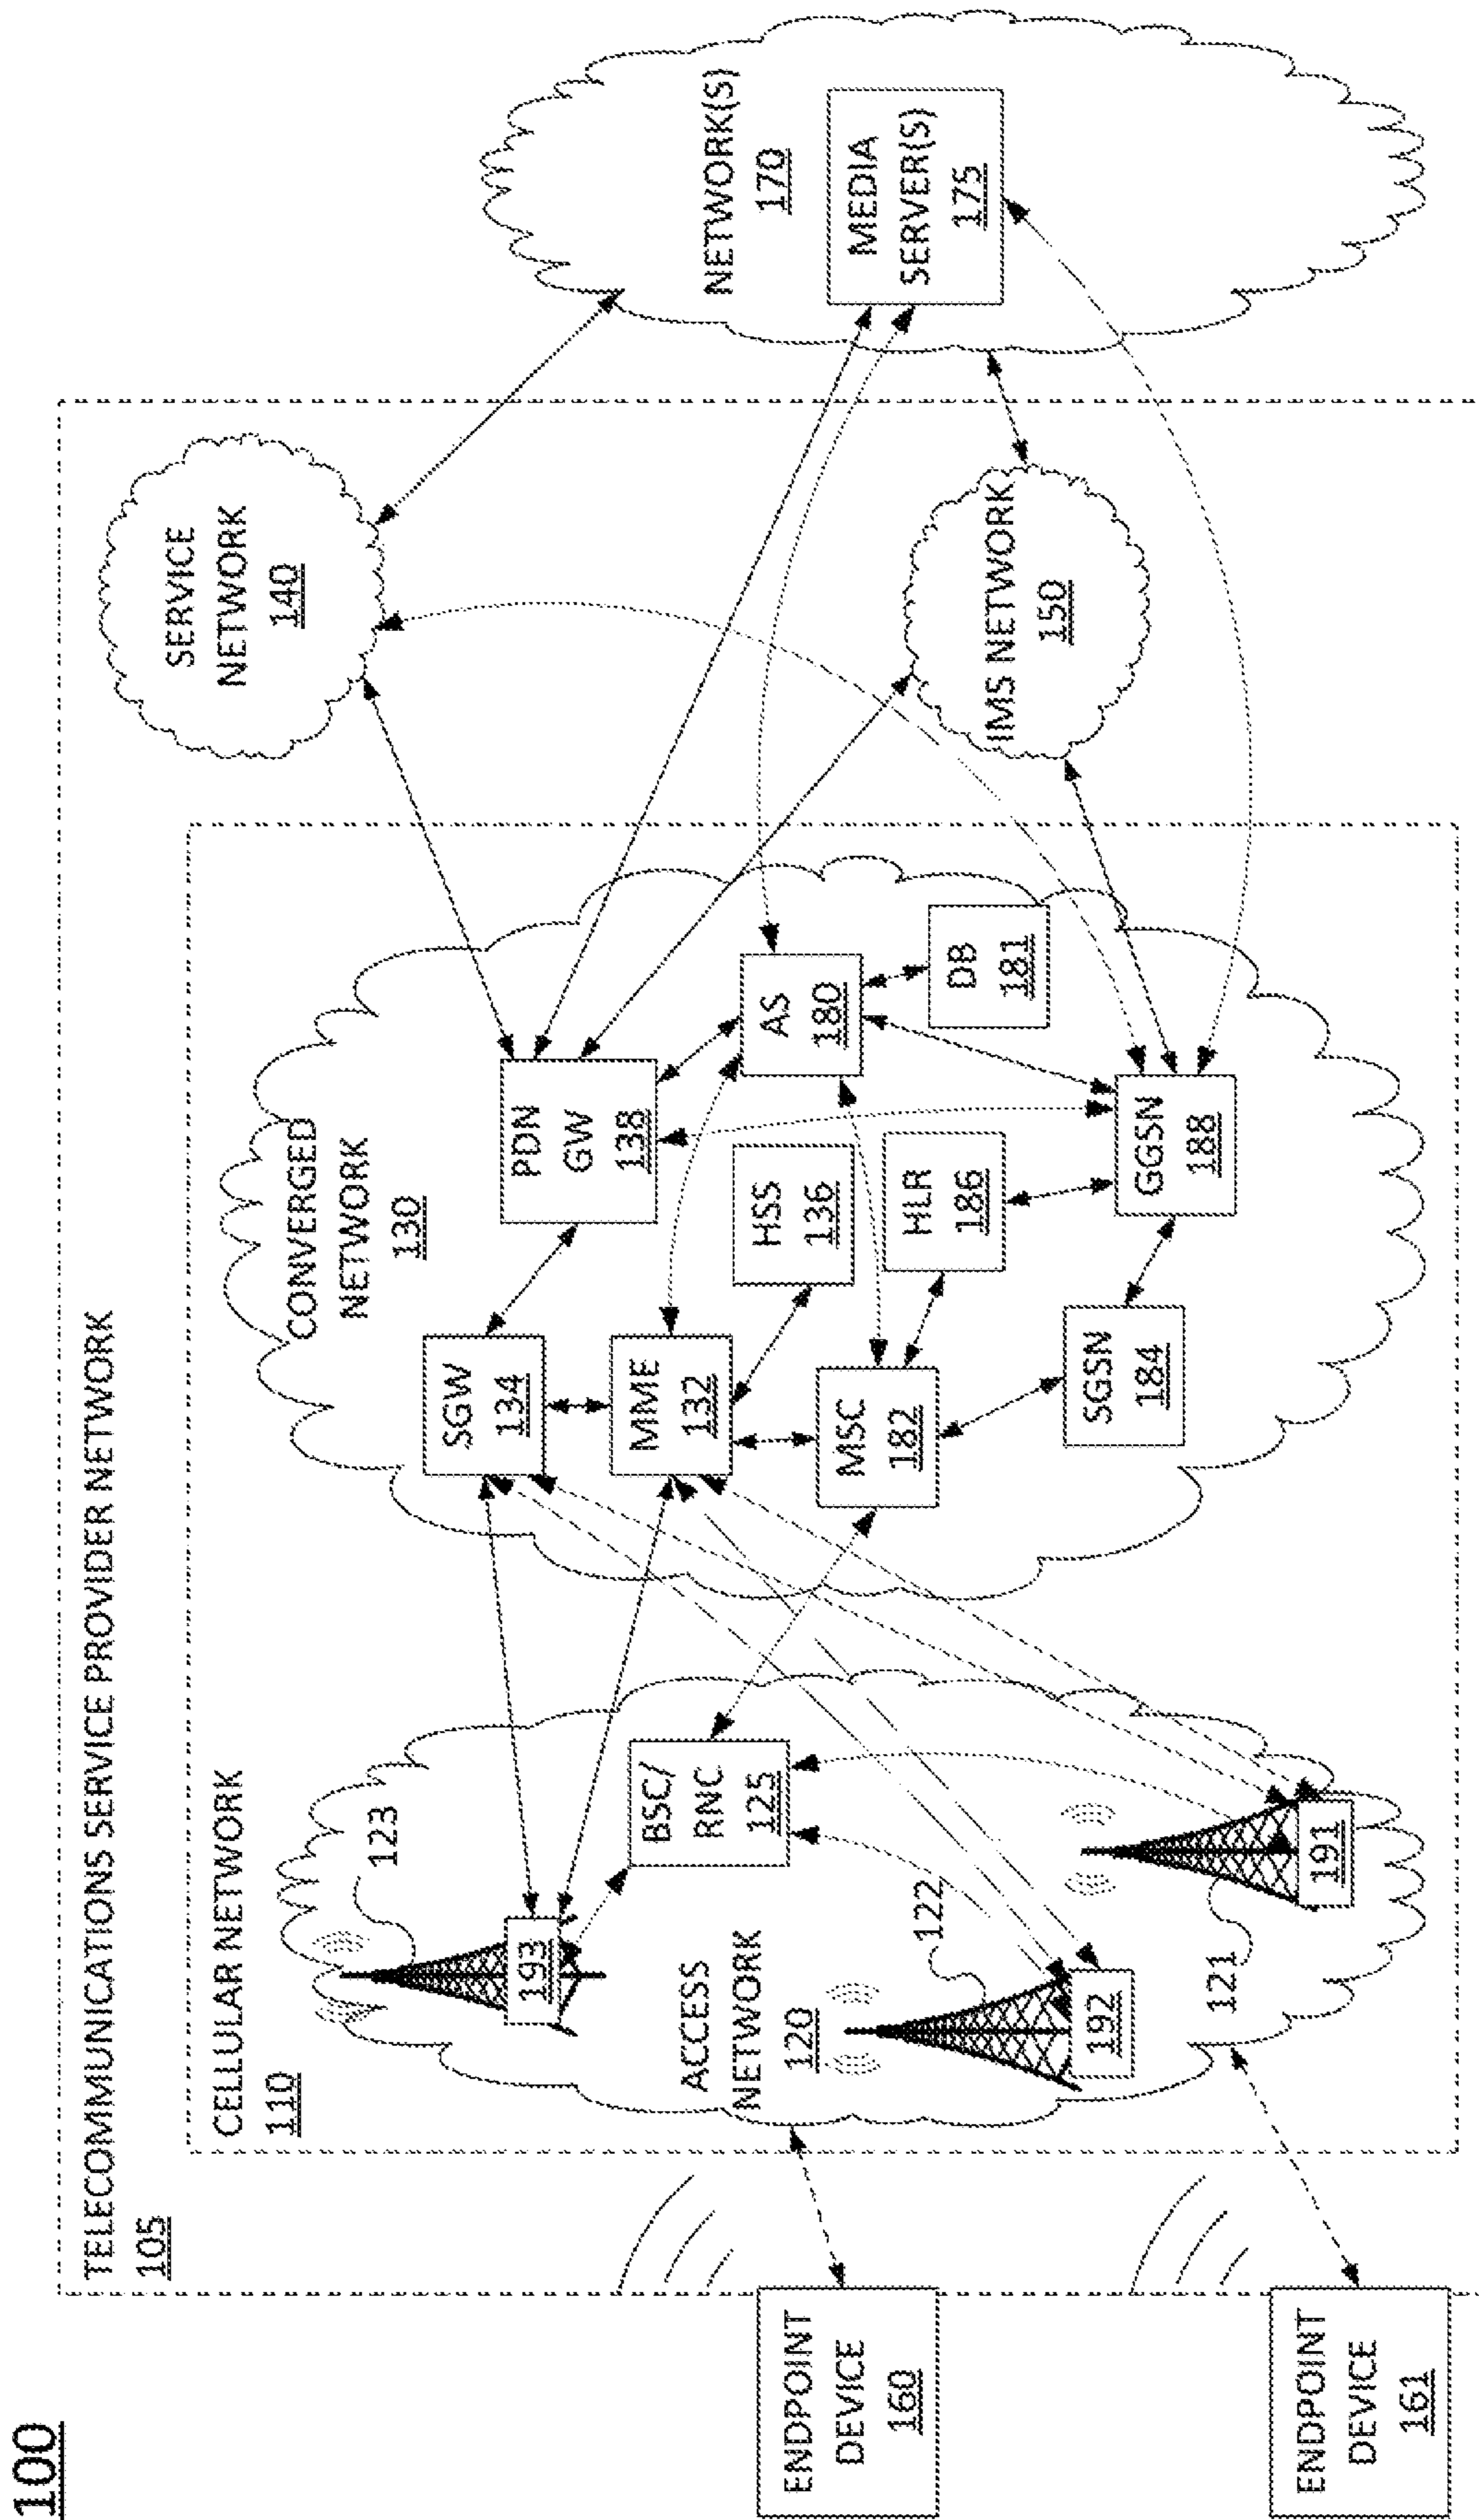 100
TELECOMMUNICATIONS SERVICE PROVIDER NETWORK
105
CELLULAR NETWORK
110
123
193
BSC/
RNC
125
ACCESS
NETWORK
120
122
192
121
191
ENDPOINT
DEVICE
160
ENDPOINT
DEVICE
161
CONVERGED
NETWORK
130
SGW
134
MME
132
MSC
182
SGSN
184
PDN
GW
138
HSS
136
HLR
186
GGSN
188
AS
180
DB
181
SERVICE
NETWORK
140
IMS NETWORK
150
NETWORK(S)
170
MEDIA
SERVER(S)
175